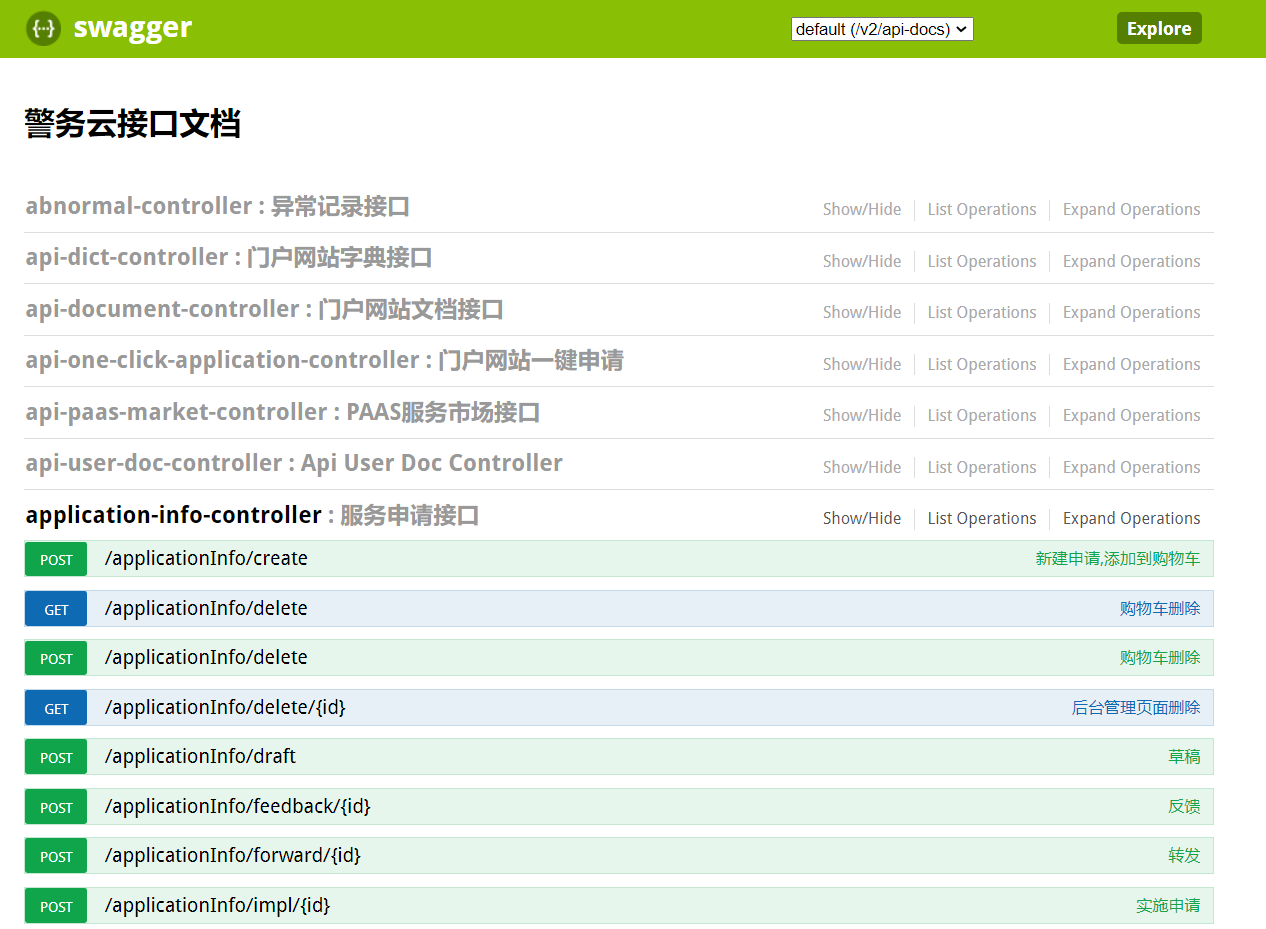 {···} swagger default (/v2/api-docs) Explore
警务云接口文档
abnormal-controller : 异常记录接口 Show/Hide List Operations Expand Operations
api-dict-controller : 门户网站字典接口 Show/Hide List Operations Expand Operations
api-document-controller : 门户网站文档接口 Show/Hide List Operations Expand Operations
api-one-click-application-controller : 门户网站一键申请 Show/Hide List Operations Expand Operations
api-paas-market-controller : PAAS服务市场接口 Show/Hide List Operations Expand Operations
api-user-doc-controller : Api User Doc Controller Show/Hide List Operations Expand Operations
application-info-controller : 服务申请接口 Show/Hide List Operations Expand Operations
POST /applicationInfo/create 新建申请,添加到购物车
GET /applicationInfo/delete 购物车删除
POST /applicationInfo/delete 购物车删除
GET /applicationInfo/delete/{id} 后台管理页面删除
POST /applicationInfo/draft 草稿
POST /applicationInfo/feedback/{id} 反馈
POST /applicationInfo/forward/{id} 转发
POST /applicationInfo/impl/{id} 实施申请